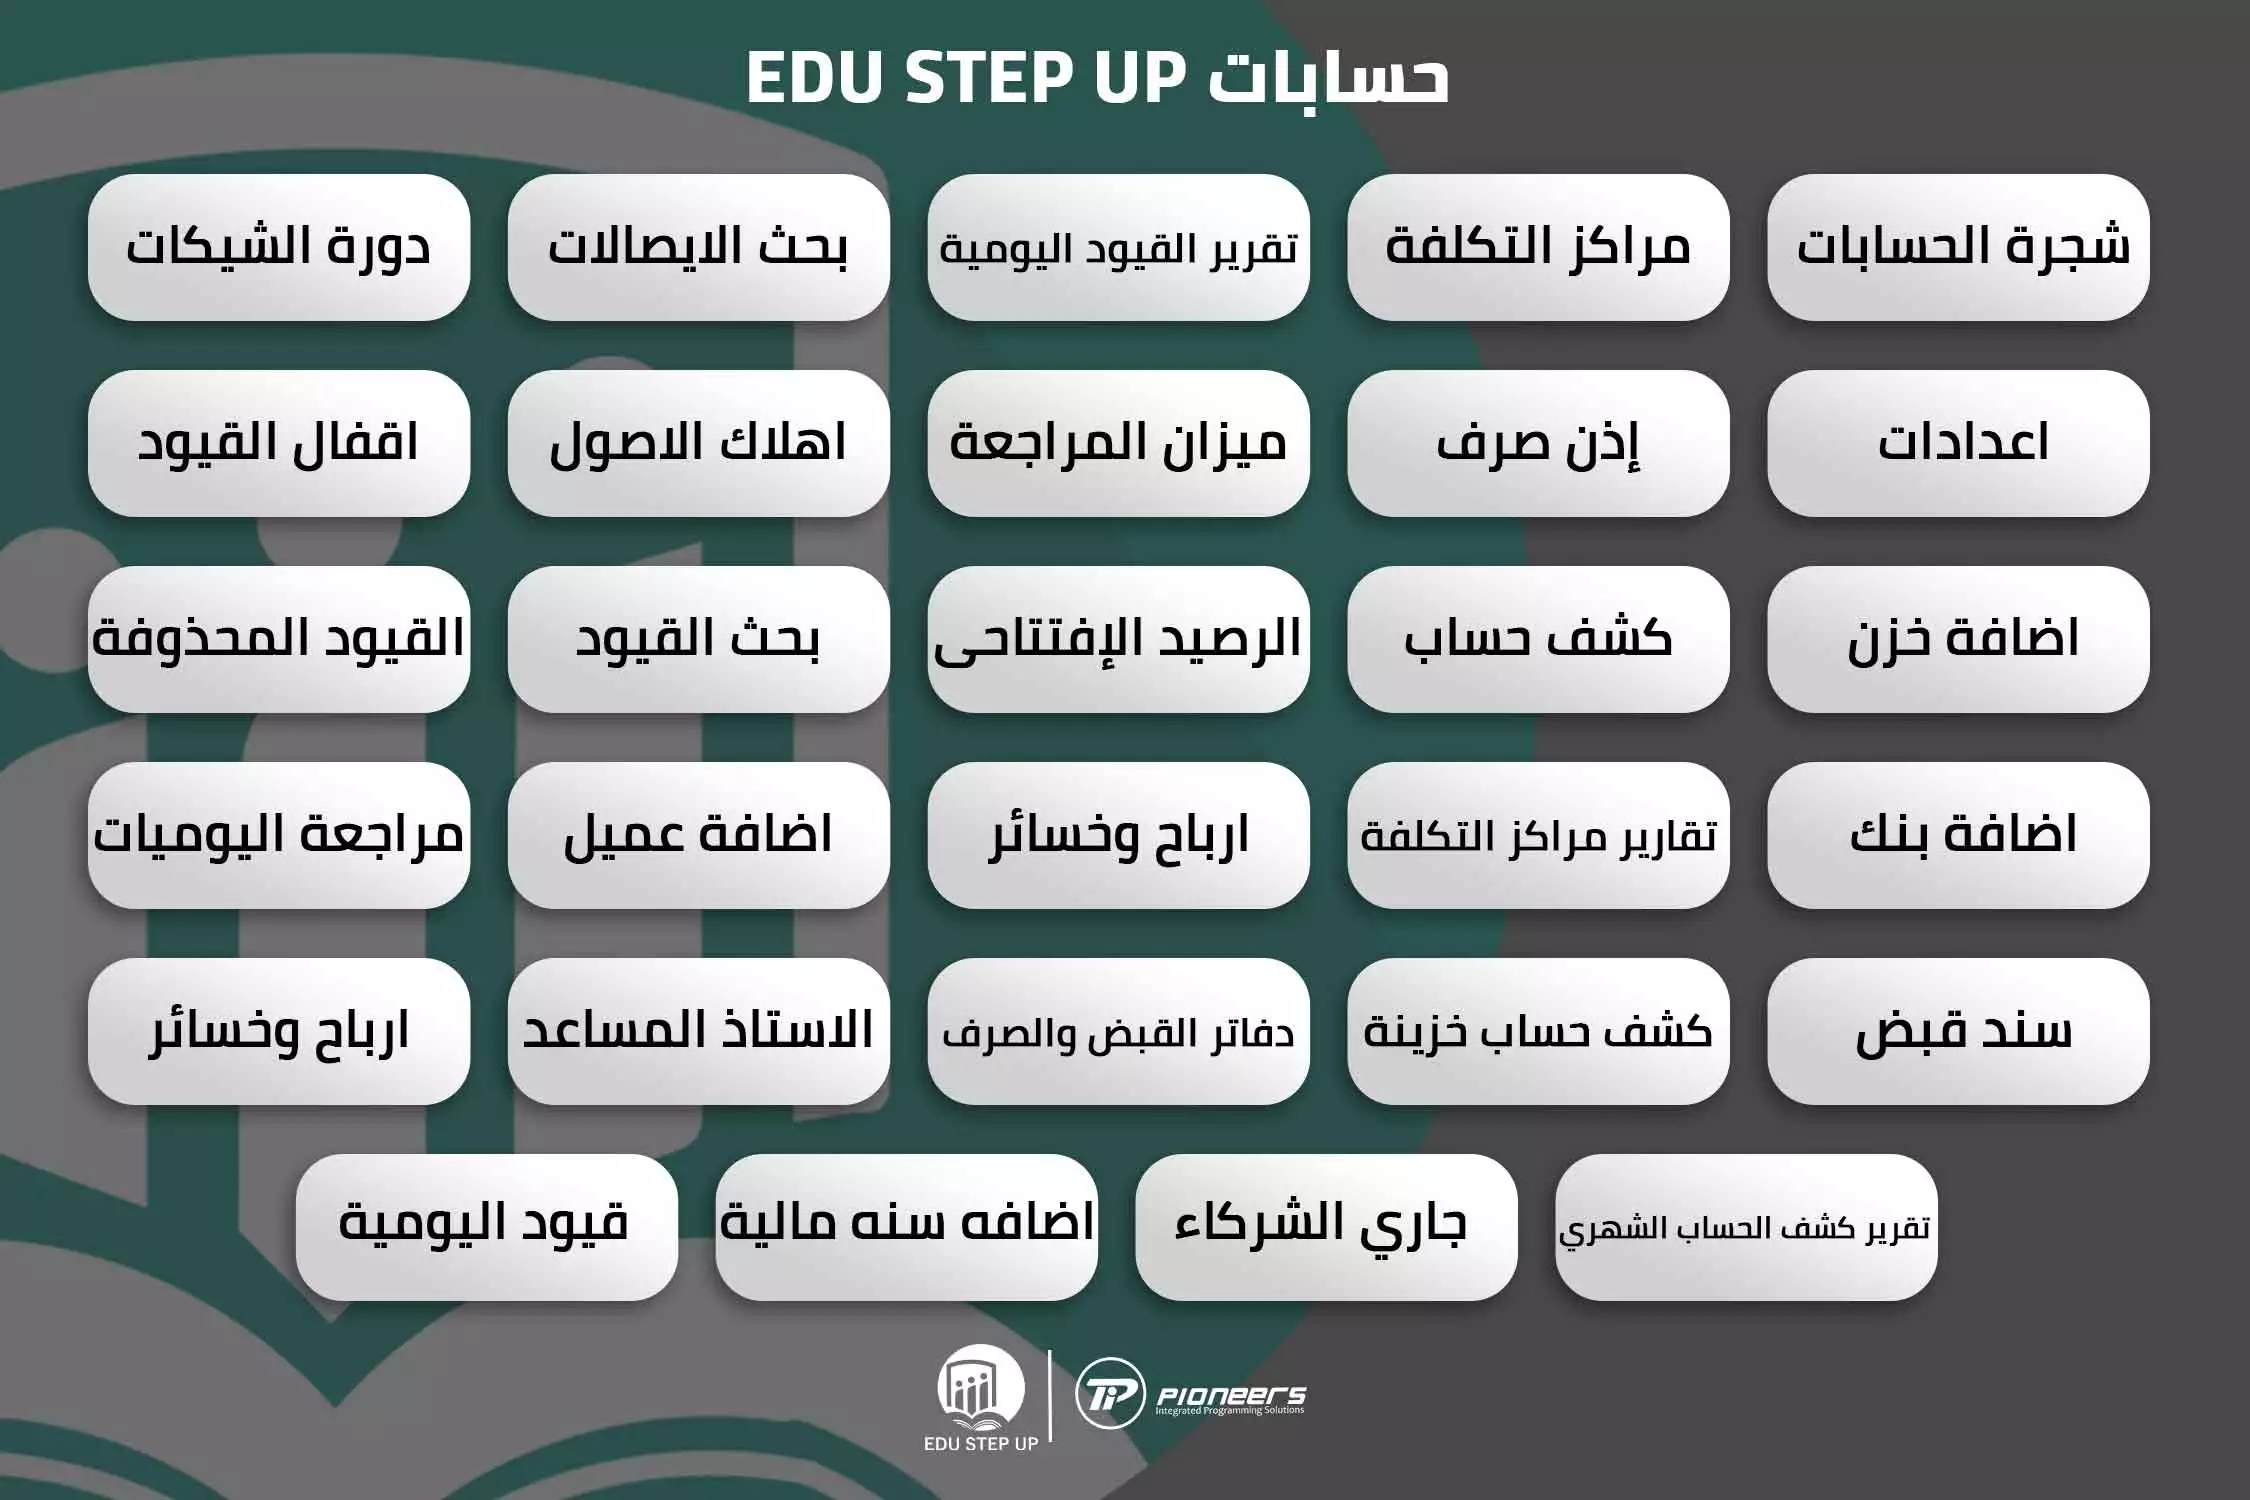 حسابات EDU STEP UP
شجرة الحسابات
مراكز التكلفة
تقرير القيود اليومية
بحث الايصالات
دورة الشيكات
اعدادات
إذن صرف
ميزان المراجعة
اهلاك الاصول
اقفال القيود
اضافة خزن
كشف حساب
الرصيد الإفتتاحى
بحث القيود
القيود المحذوفة
اضافة بنك
تقارير مراكز التكلفة
ارباح وخسائر
اضافة عميل
مراجعة اليوميات
سند قبض
كشف حساب خزينة
دفاتر القبض والصرف
الاستاذ المساعد
ارباح وخسائر
تقرير كشف الحساب الشهري
جاري الشركاء
اضافه سنه مالية
قيود اليومية
EDU STEP UP
PIONEERS
Integrated Programming Solutions